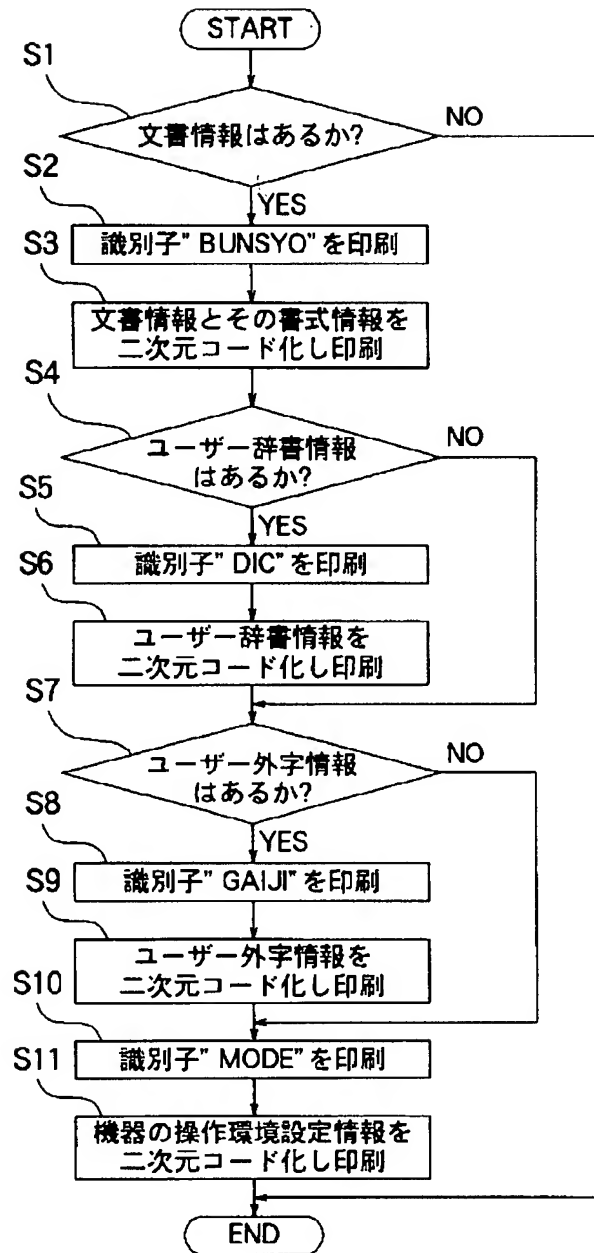 START
S1
文書情報はあるか?
NO
YES
S2
識別子" BUNSYO" を印刷
S3
文書情報とその書式情報を
二次元コード化し印刷
S4
ユーザー辞書情報
はあるか?
NO
YES
S5
識別子" DIC" を印刷
S6
ユーザー辞書情報を
二次元コード化し印刷
S7
ユーザー外字情報
はあるか?
NO
YES
S8
識別子" GAIJI" を印刷
S9
ユーザー外字情報を
二次元コード化し印刷
S10
識別子" MODE" を印刷
S11
機器の操作環境設定情報を
二次元コード化し印刷
END